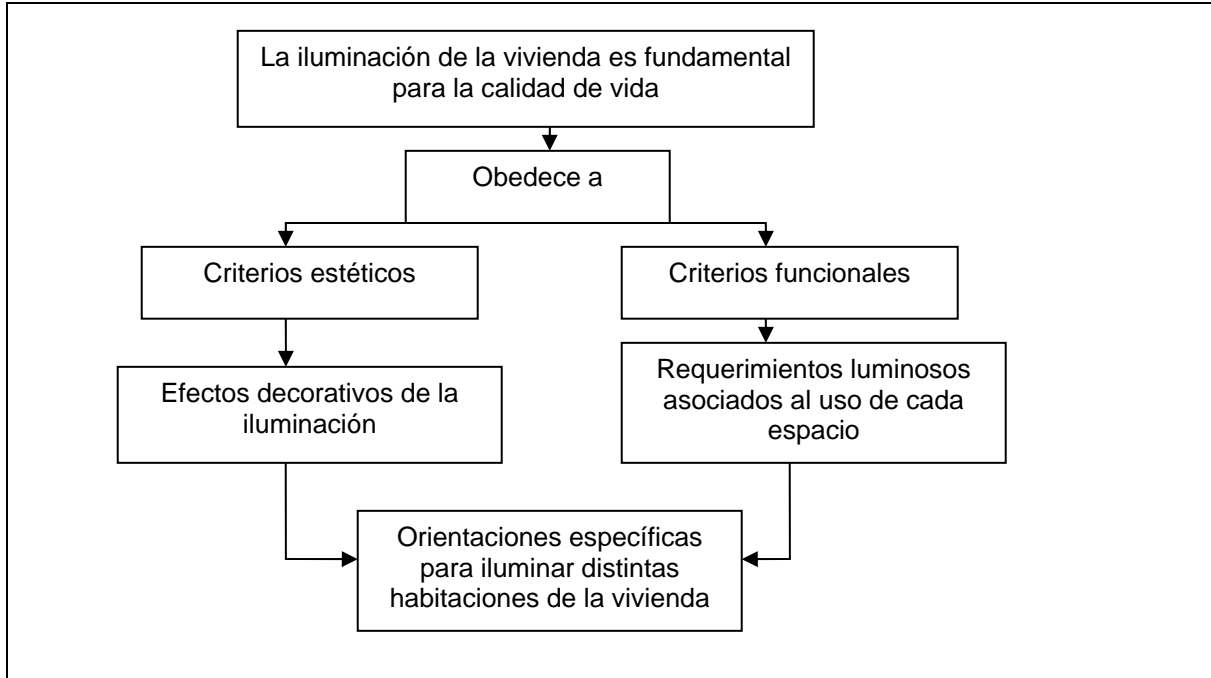 La iluminación de la vivienda es fundamental
para la calidad de vida
Obedece a
Criterios estéticos
Criterios funcionales
Efectos decorativos de la
iluminación
Requerimientos luminosos
asociados al uso de cada
espacio
Orientaciones específicas
para iluminar distintas
habitaciones de la vivienda